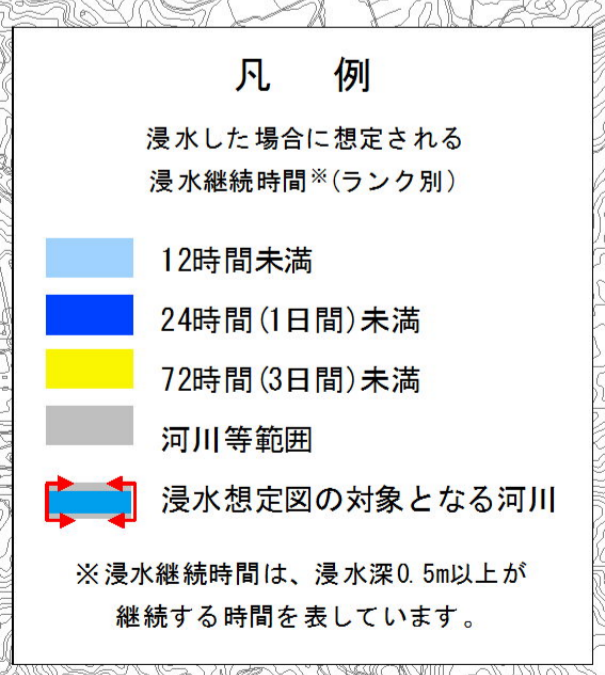 凡　例
浸水した場合に想定される
浸水継続時間※(ランク別)
12時間未満
24時間(1日間)未満
72時間(3日間)未満
河川等範囲
浸水想定図の対象となる河川
※浸水継続時間は、浸水深0.5m以上が
継続する時間を表しています。